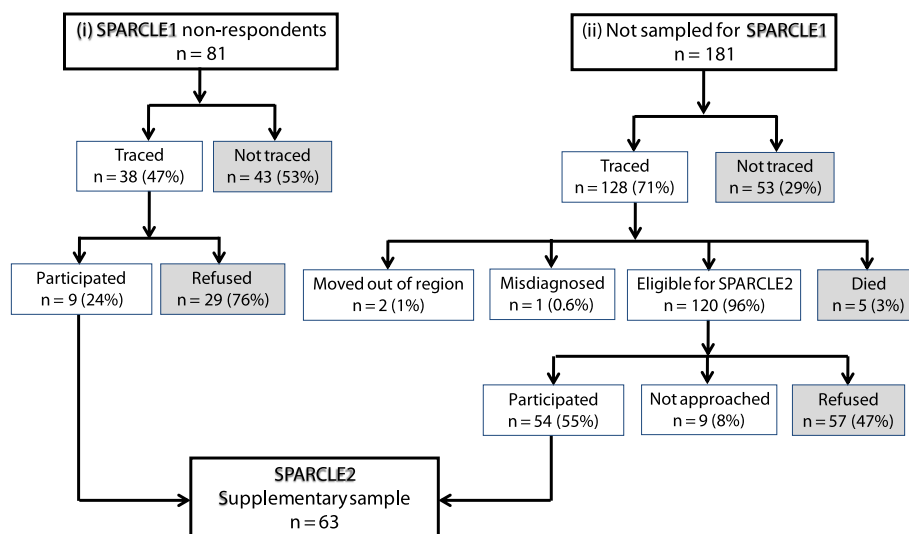 (i) SPARCLE1 non-respondents
n = 81
(ii) Not sampled for SPARCLE1
n = 181
Traced
n = 38 (47%)
Not traced
n = 43 (53%)
Traced
n = 128 (71%)
Not traced
n = 53 (29%)
Participated
n = 9 (24%)
Refused
n = 29 (76%)
Moved out of region
n = 2 (1%)
Misdiagnosed
n = 1 (0.6%)
Eligible for SPARCLE2
n = 120 (96%)
Died
n = 5 (3%)
Participated
n = 54 (55%)
Not approached
n = 9 (8%)
Refused
n = 57 (47%)
SPARCLE2
Supplementary sample
n = 63